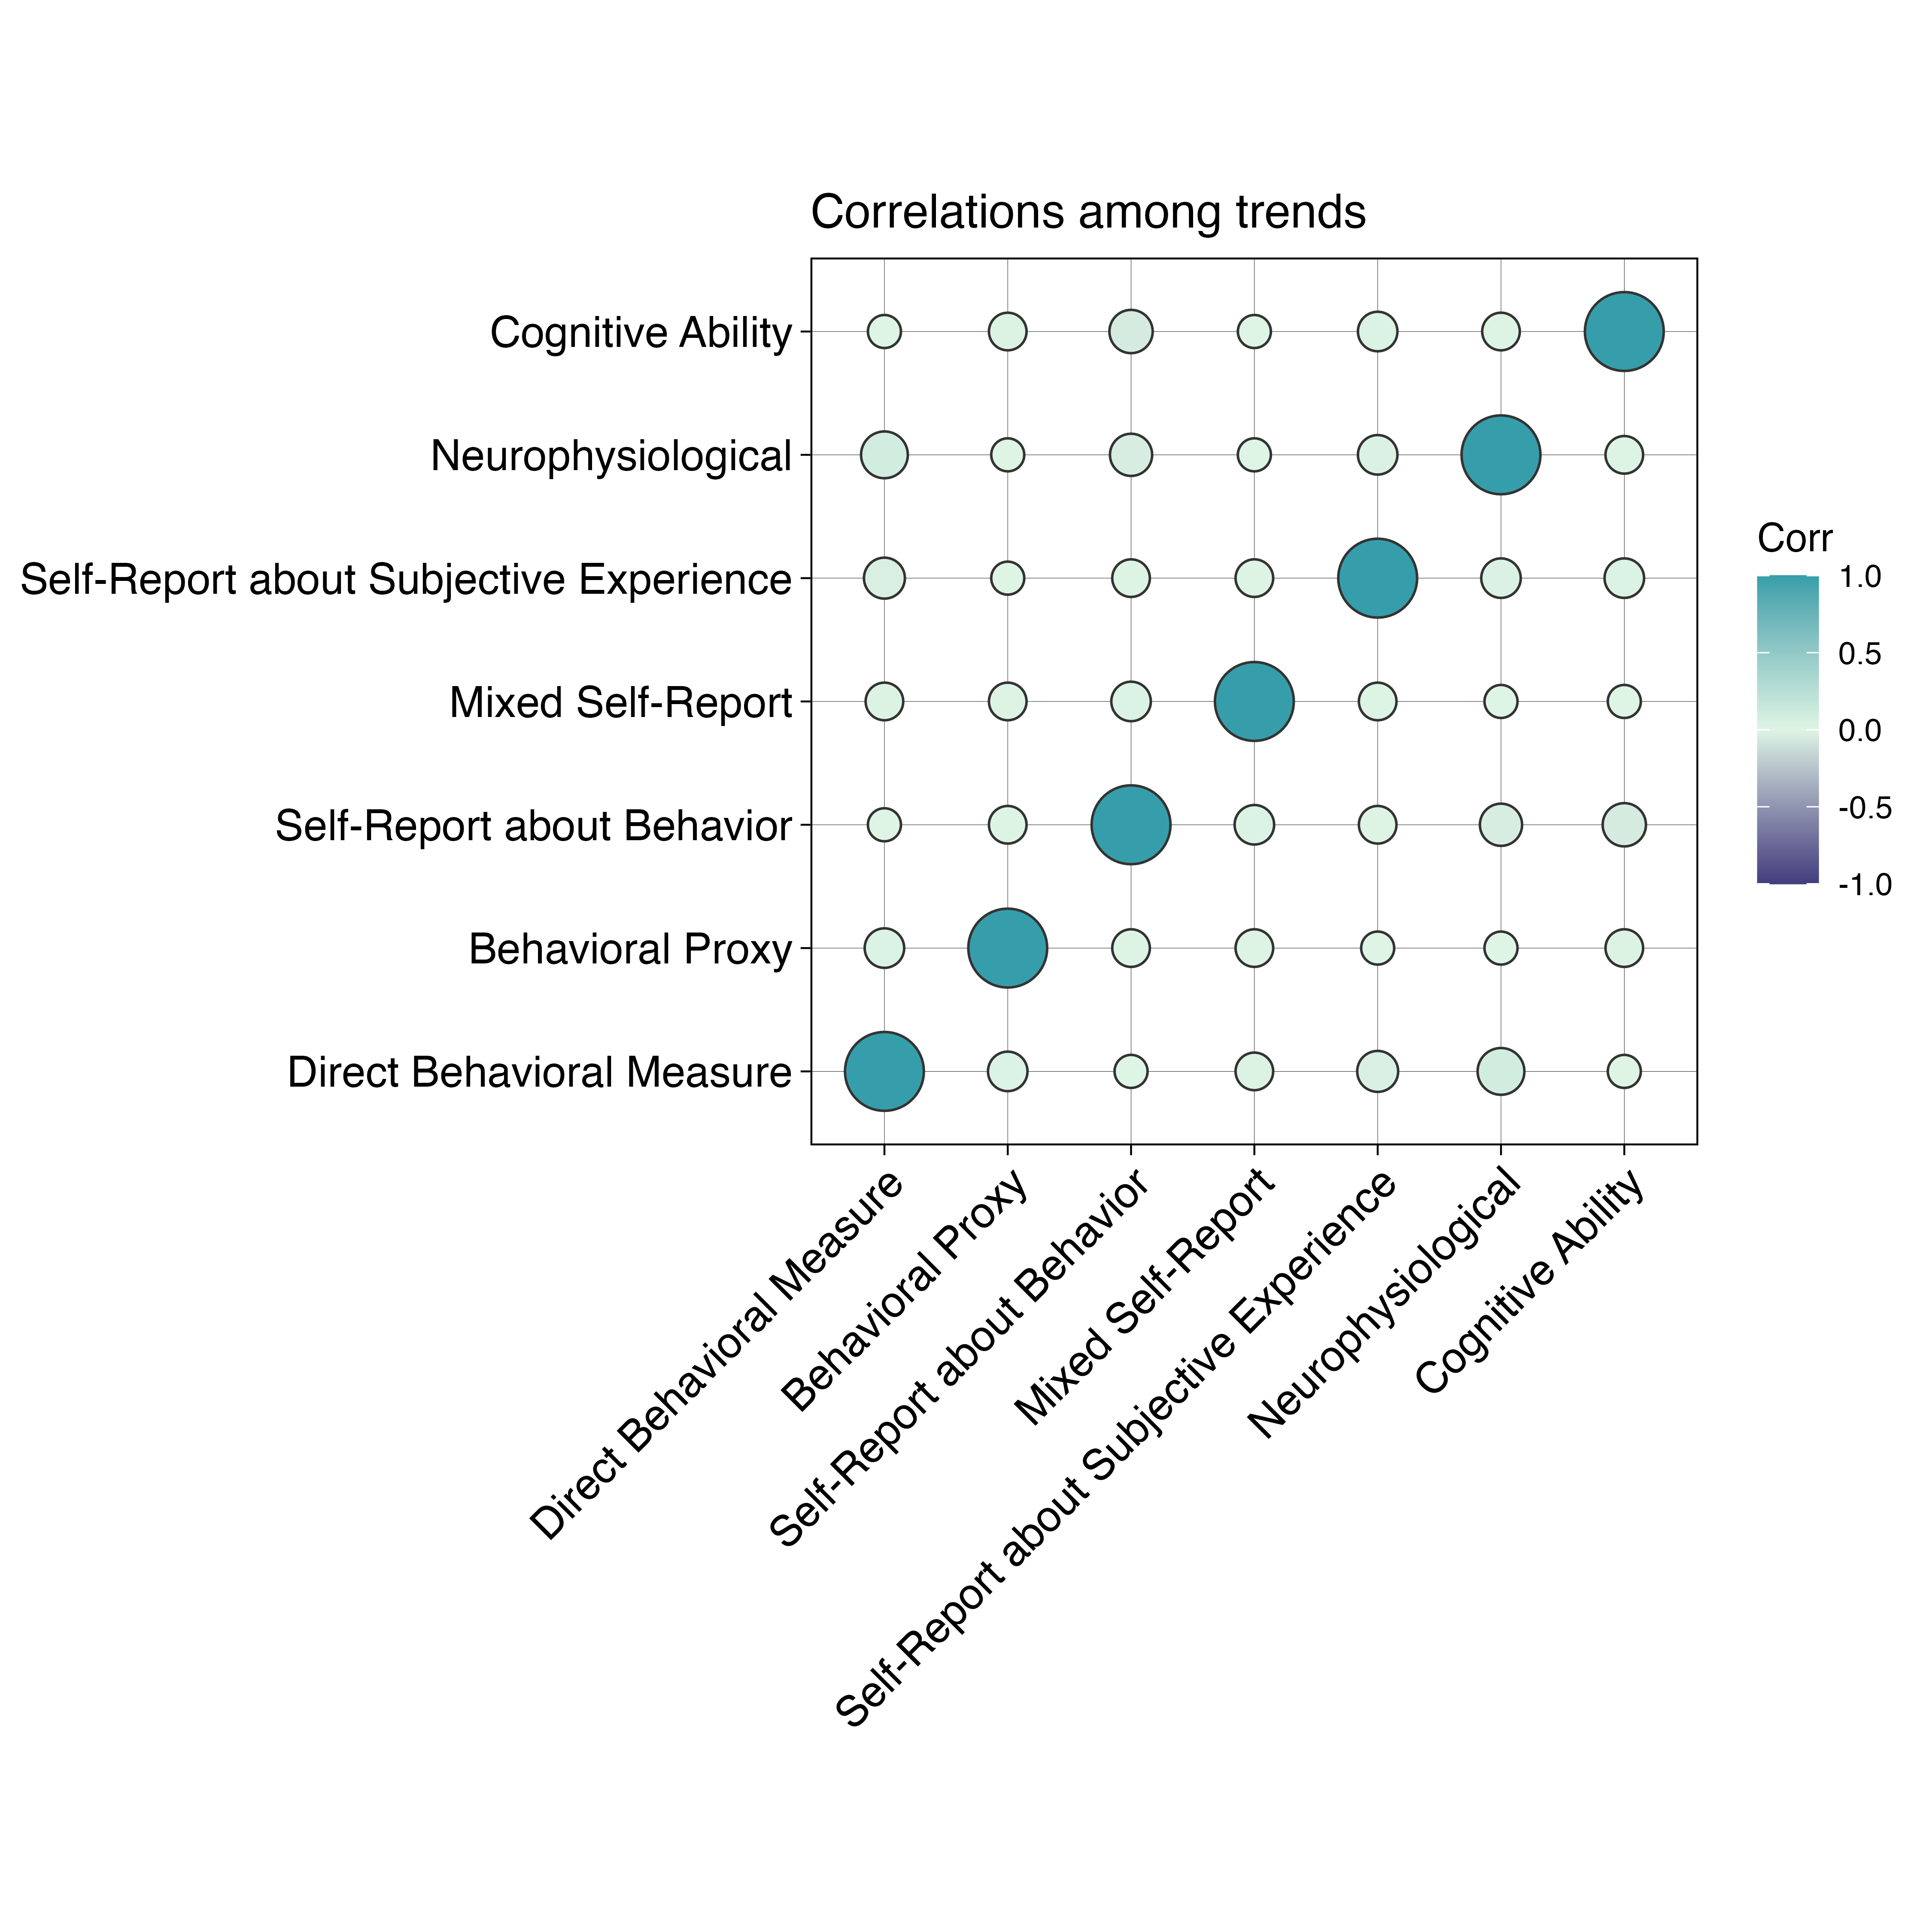 Correlations among trends
Cognitive Ability
Neurophysiological
Self-Report about Subjective Experience
Mixed Self-Report
Self-Report about Behavior
Behavioral Proxy
Direct Behavioral Measure
Direct Behavioral Measure
Behavioral Proxy
Self-Report about Behavior
Mixed Self-Report
Self-Report about Subjective Experience
Neurophysiological
Cognitive Ability
Corr
1.0
0.5
0.0
-0.5
-1.0